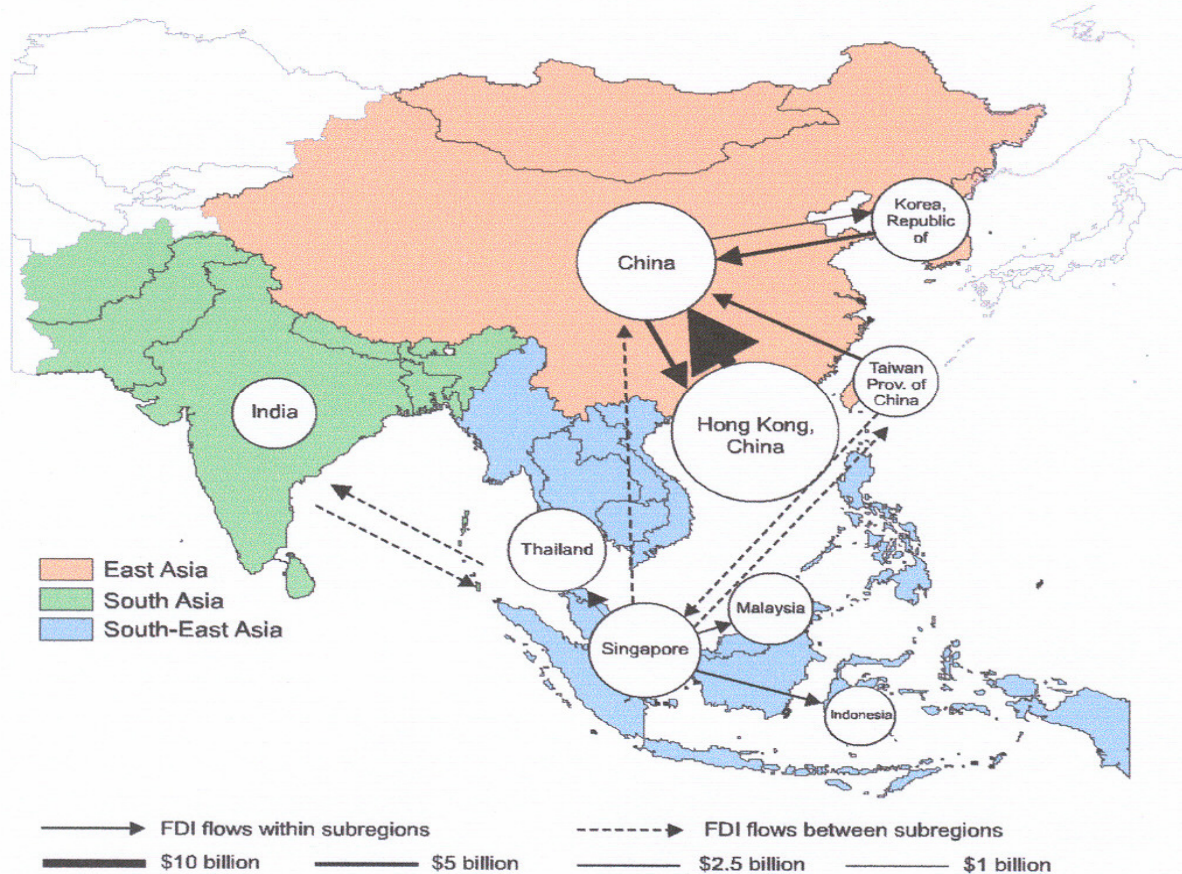 Korea,
Republic
of
China
Taiwan
Prov. of
China
India
Hong Kong,
China
Thailand
East Asia
South Asia
South-East Asia
Malaysia
Singapore
Indonesia
FDI flows within subregions
FDI flows between subregions
$10 billion
$5 billion
$2.5 billion
$1 billion